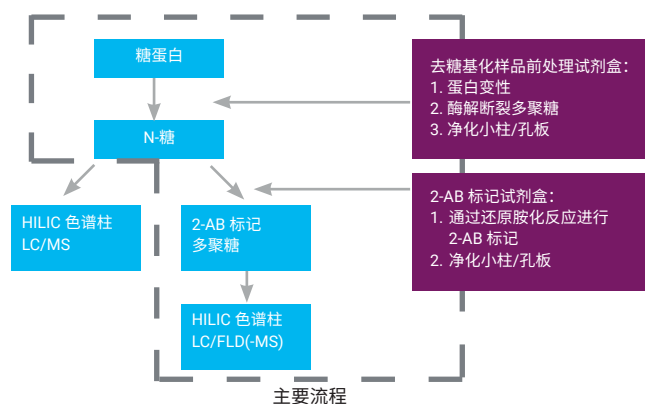 糖蛋白
去糖基化样品前处理试剂盒：
1. 蛋白变性
2. 酶解断裂多聚糖
3. 净化小柱/孔板
N-糖
2-AB 标记试剂盒：
1. 通过还原胺化反应进行
2-AB 标记
2. 净化小柱/孔板
HILIC 色谱柱
LC/MS
2-AB 标记
多聚糖
HILIC 色谱柱
LC/FLD(-MS)
主要流程